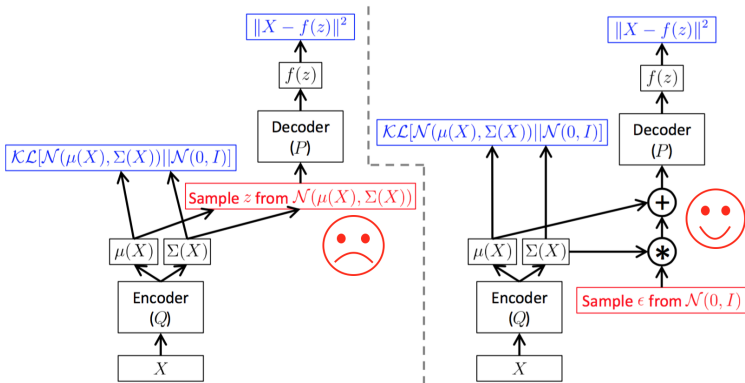 ‖X − f(z)‖²
f(z)
Decoder
(P)
𝒦ℒ[𝒩(μ(X), Σ(X))||𝒩(0, I)]
Sample z from 𝒩(μ(X), Σ(X))
μ(X)
Σ(X)
Encoder
(Q)
X
‖X − f(z)‖²
f(z)
Decoder
(P)
𝒦ℒ[𝒩(μ(X), Σ(X))||𝒩(0, I)]
+
μ(X)
Σ(X)
*
Sample ϵ from 𝒩(0, I)
Encoder
(Q)
X